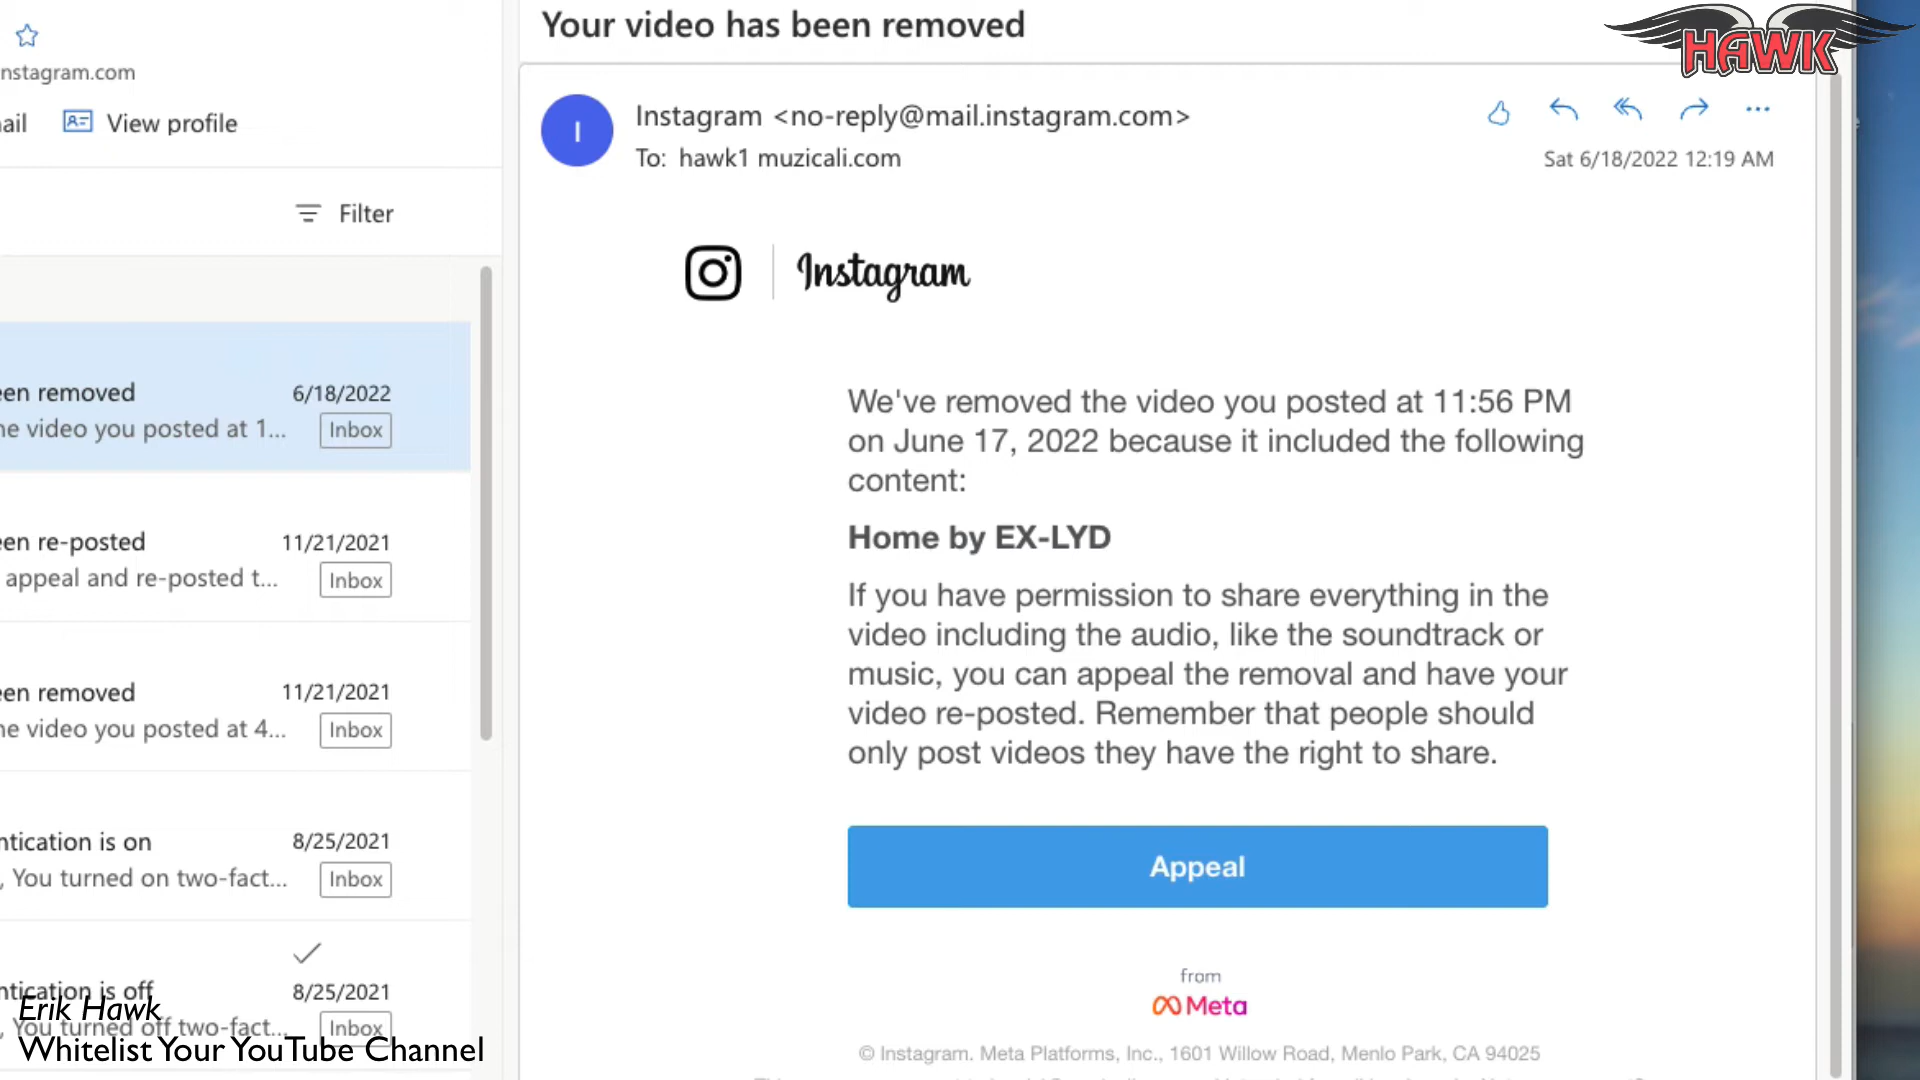 Your video has been removed
HAWK
nstagram.com
ail
View profile
Filter
een removed
6/18/2022
ne video you posted at 1...
Inbox
een re-posted
11/21/2021
appeal and re-posted t...
Inbox
een removed
11/21/2021
ne video you posted at 4...
Inbox
ntication is on
8/25/2021
, You turned on two-fact...
Inbox
ntication is off
8/25/2021
, You turned off two-fact...
Inbox
I
Instagram <no-reply@mail.instagram.com>
To: hawk1 muzicali.com
Sat 6/18/2022 12:19 AM
Instagram
We've removed the video you posted at 11:56 PM
on June 17, 2022 because it included the following
content:
Home by EX-LYD
If you have permission to share everything in the
video including the audio, like the soundtrack or
music, you can appeal the removal and have your
video re-posted. Remember that people should
only post videos they have the right to share.
Appeal
from
Meta
© Instagram. Meta Platforms, Inc., 1601 Willow Road, Menlo Park, CA 94025
Erik Hawk
Whitelist Your YouTube Channel